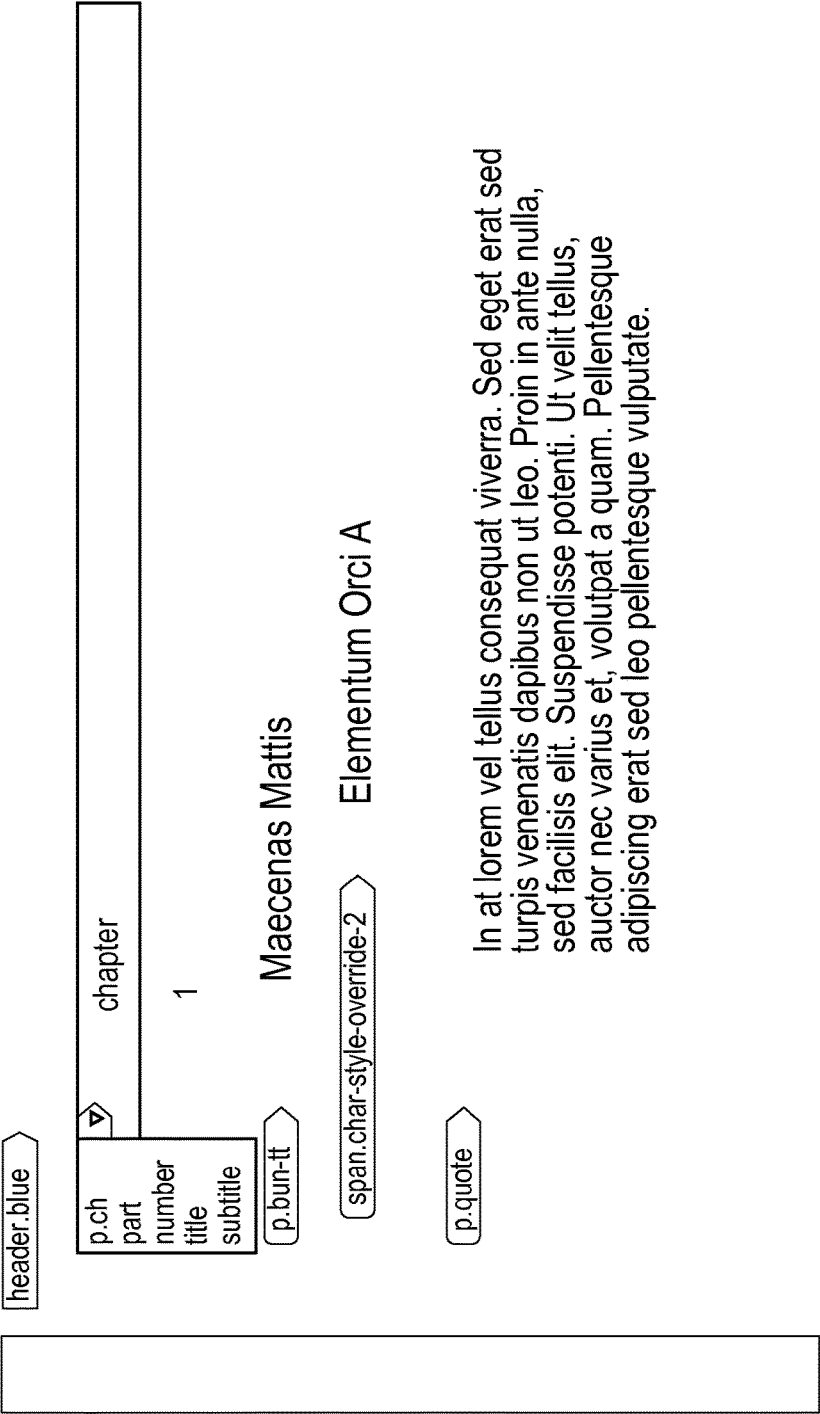 header.blue
p.ch
chapter
part
number
1
title
subtitle
p.bun-tt
Maecenas Mattis
span.char-style-override-2
Elementum Orci A
p.quote
In at lorem vel tellus consequat viverra. Sed eget erat sed
turpis venenatis dapibus non ut leo. Proin in ante nulla,
sed facilisis elit. Suspendisse potenti. Ut velit tellus,
auctor nec varius et, volutpat a quam. Pellentesque
adipiscing erat sed leo pellentesque vulputate.